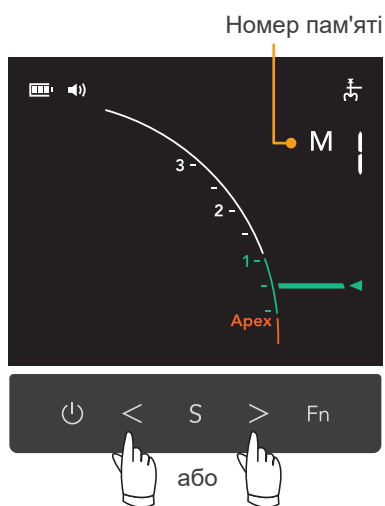 Номер пам'яті
M 1
3
2
1
Apex
< S > Fn
або